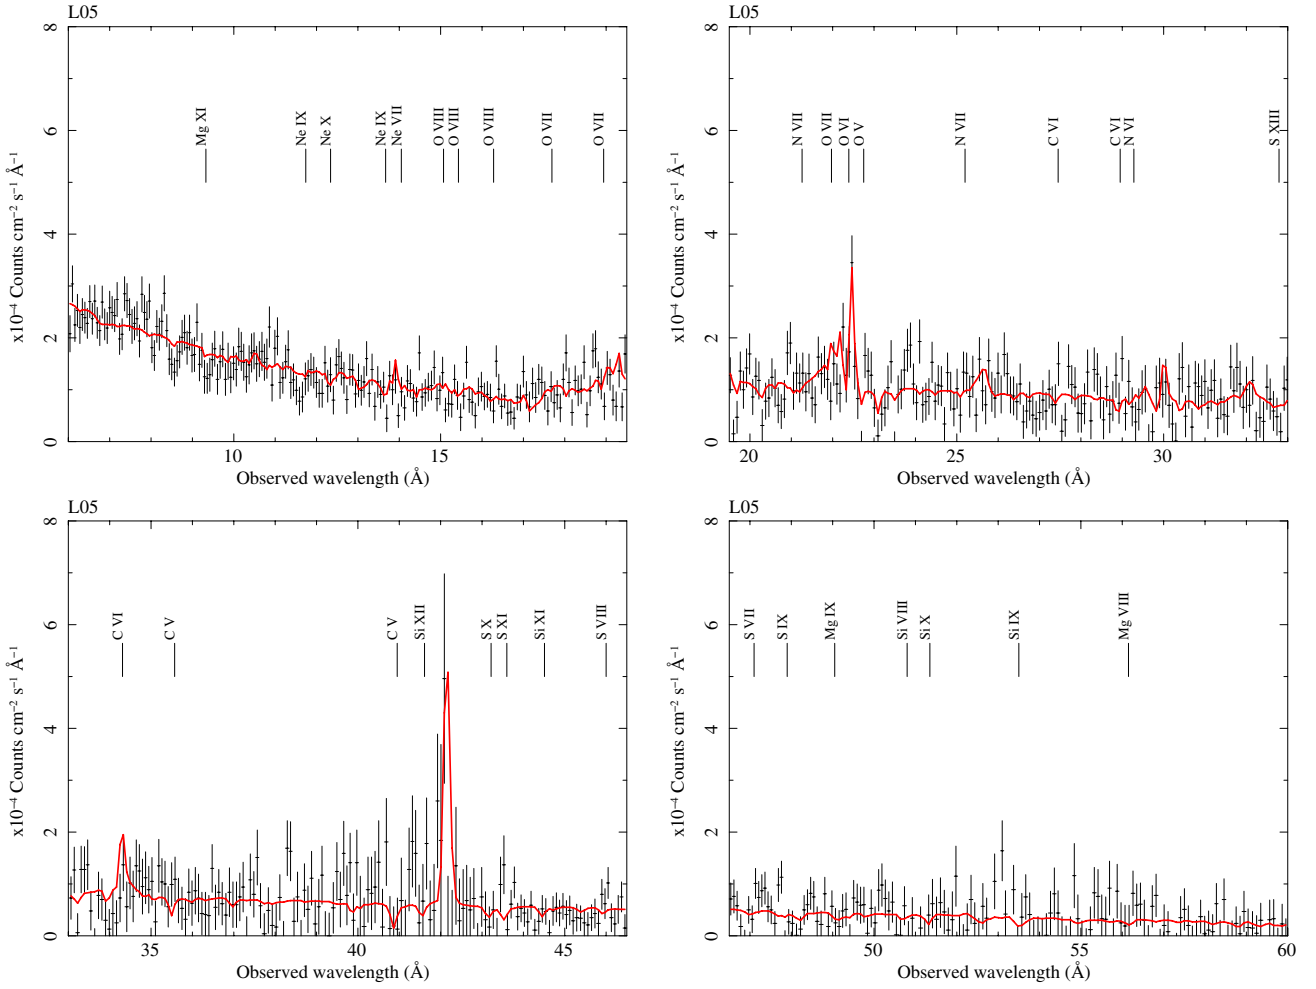 L05
x10⁻⁴ Counts cm⁻² s⁻¹ Å⁻¹
0 2 4 6 8
Mg XI
Ne IX
Ne X
Ne IX
Ne VII
O VIII
O VIII
O VIII
O VII
O VII
10 15
Observed wavelength (Å)
L05
x10⁻⁴ Counts cm⁻² s⁻¹ Å⁻¹
0 2 4 6 8
N VII
O VII
O VI
O V
N VII
C VI
C VI
N VI
S XIII
20 25 30
Observed wavelength (Å)
L05
x10⁻⁴ Counts cm⁻² s⁻¹ Å⁻¹
0 2 4 6 8
C VI
C V
C V
Si XII
S X
S XI
Si XI
S VIII
35 40 45
Observed wavelength (Å)
L05
x10⁻⁴ Counts cm⁻² s⁻¹ Å⁻¹
0 2 4 6 8
S VII
S IX
Mg IX
Si VIII
Si X
Si IX
Mg VIII
50 55 60
Observed wavelength (Å)